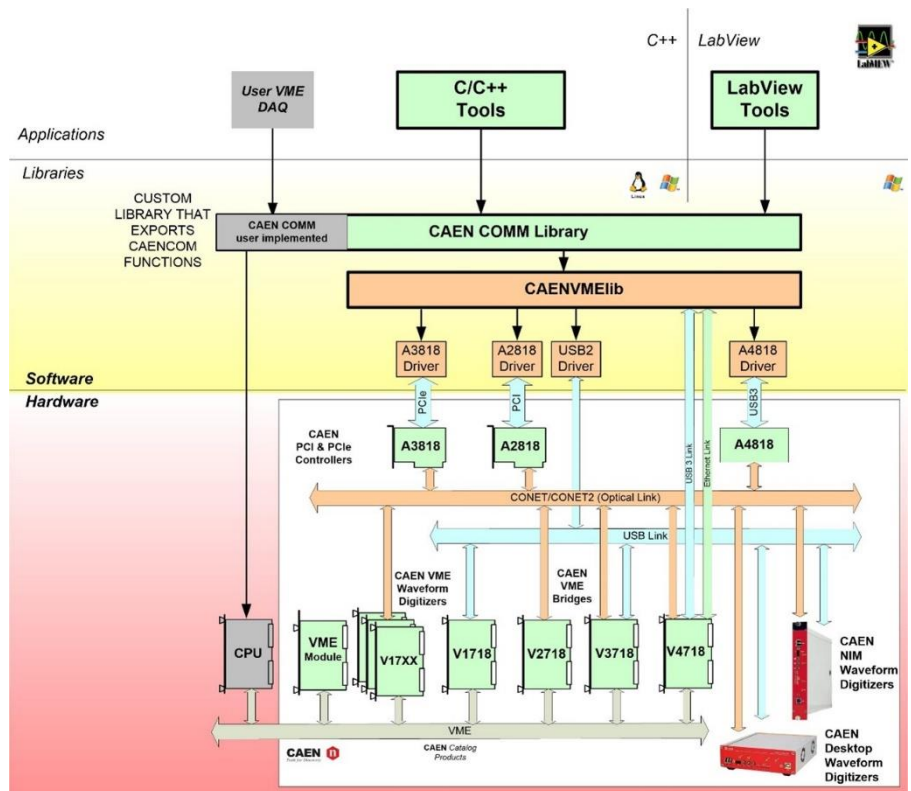 C++
LabView
LabVIEW
User VME
DAQ
C/C++
Tools
LabView
Tools
Applications
Libraries
Linux
CUSTOM
LIBRARY THAT
EXPORTS
CAENCOM
FUNCTIONS
CAEN COMM
user implemented
CAEN COMM Library
CAENVMElib
A3818
Driver
A2818
Driver
USB2
Driver
A4818
Driver
Software
Hardware
PCIe
PCI
USB3
CAEN
PCI & PCIe
Controllers
A3818
A2818
USB 3 Link
Ethernet Link
A4818
CONET/CONET2 (Optical Link)
USB Link
CAEN VME
Waveform
Digitizers
CAEN
VME
Bridges
CPU
VME
Module
V17XX
V1718
V2718
V3718
V4718
CAEN
NIM
Waveform
Digitizers
VME
CAEN n
CAEN Catalog
Products
CAEN
Desktop
Waveform
Digitizers